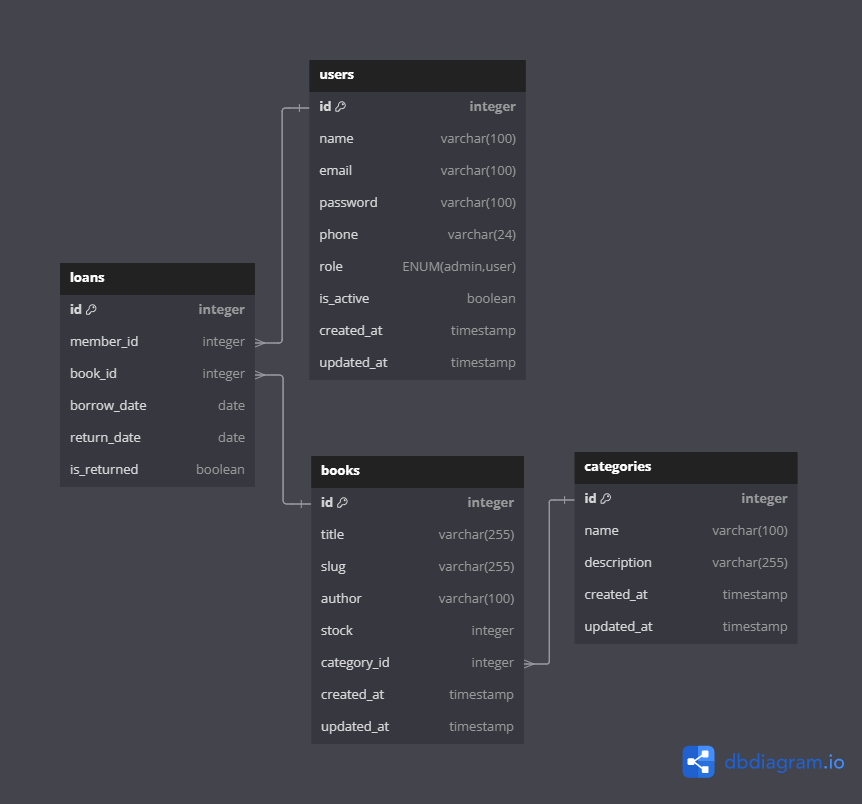 users
id integer
name varchar(100)
email varchar(100)
password varchar(100)
phone varchar(24)
role ENUM(admin,user)
is_active boolean
created_at timestamp
updated_at timestamp
loans
id integer
member_id integer
book_id integer
borrow_date date
return_date date
is_returned boolean
books
id integer
title varchar(255)
slug varchar(255)
author varchar(100)
stock integer
category_id integer
created_at timestamp
updated_at timestamp
categories
id integer
name varchar(100)
description varchar(255)
created_at timestamp
updated_at timestamp
dbdiagram.io